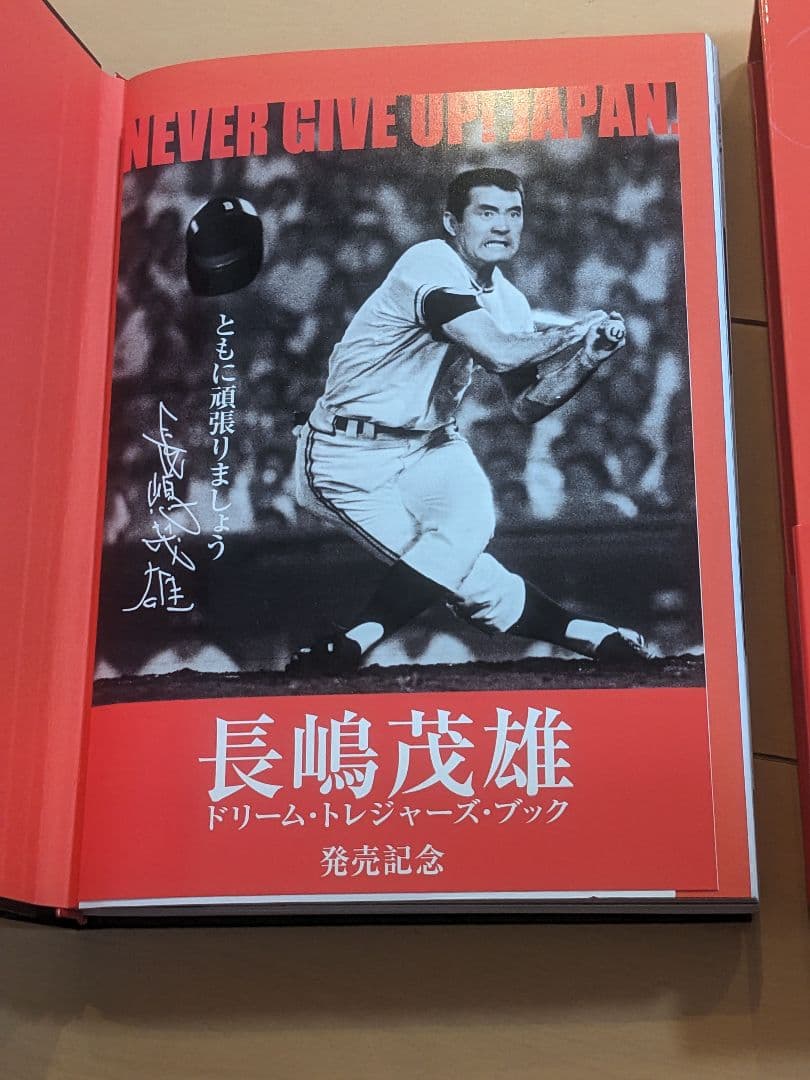 NEVER GIVE UP! JAPAN.
ともに頑張りましょう
長嶋茂雄
長嶋茂雄
ドリーム・トレジャーズ・ブック
発売記念